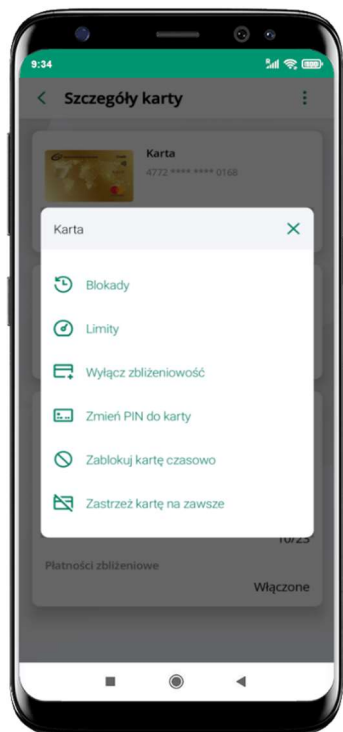 9:34
Szczegóły karty
Karta
4772 **** **** 0168
Karta
Blokady
Limity
Wyłącz zbliżeniowość
Zmień PIN do karty
Zablokuj kartę czasowo
Zastrzeż kartę na zawsze
10/23
Płatności zbliżeniowe
Włączone